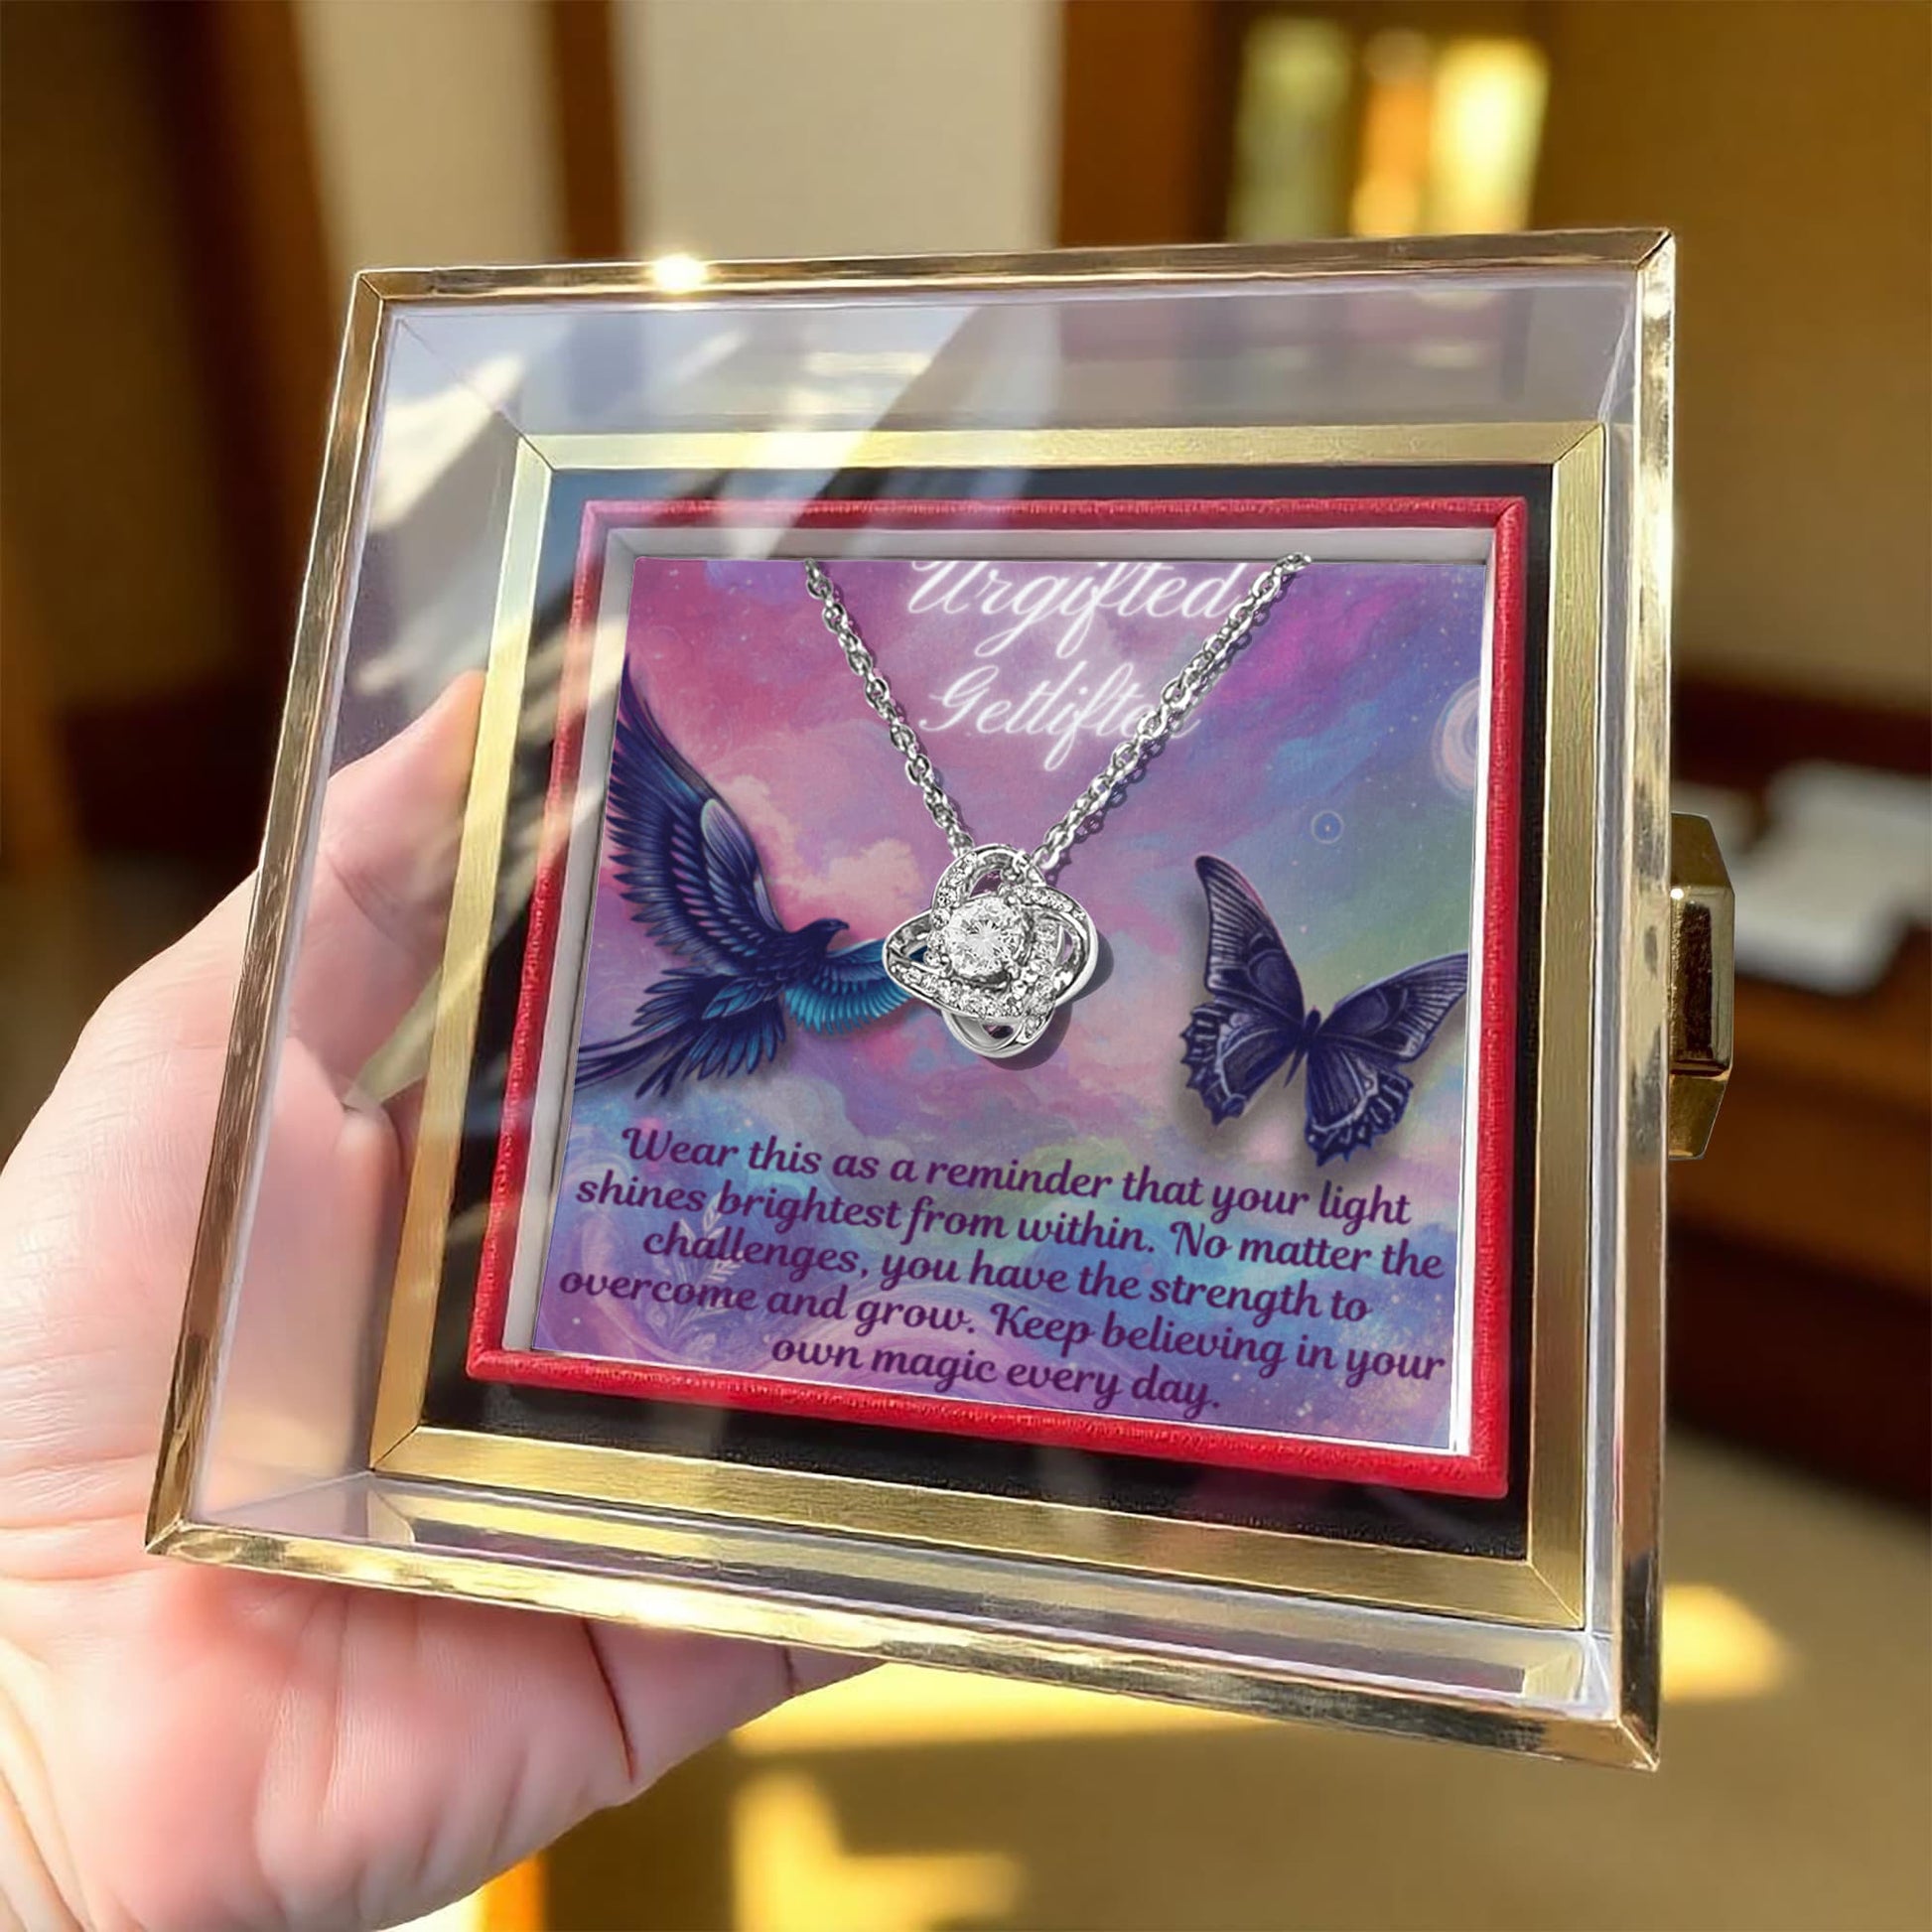 Urgifted
Getlifted
Wear this as a reminder that your light
shines brightest from within. No matter the
challenges, you have the strength to
overcome and grow. Keep believing in your
own magic every day.